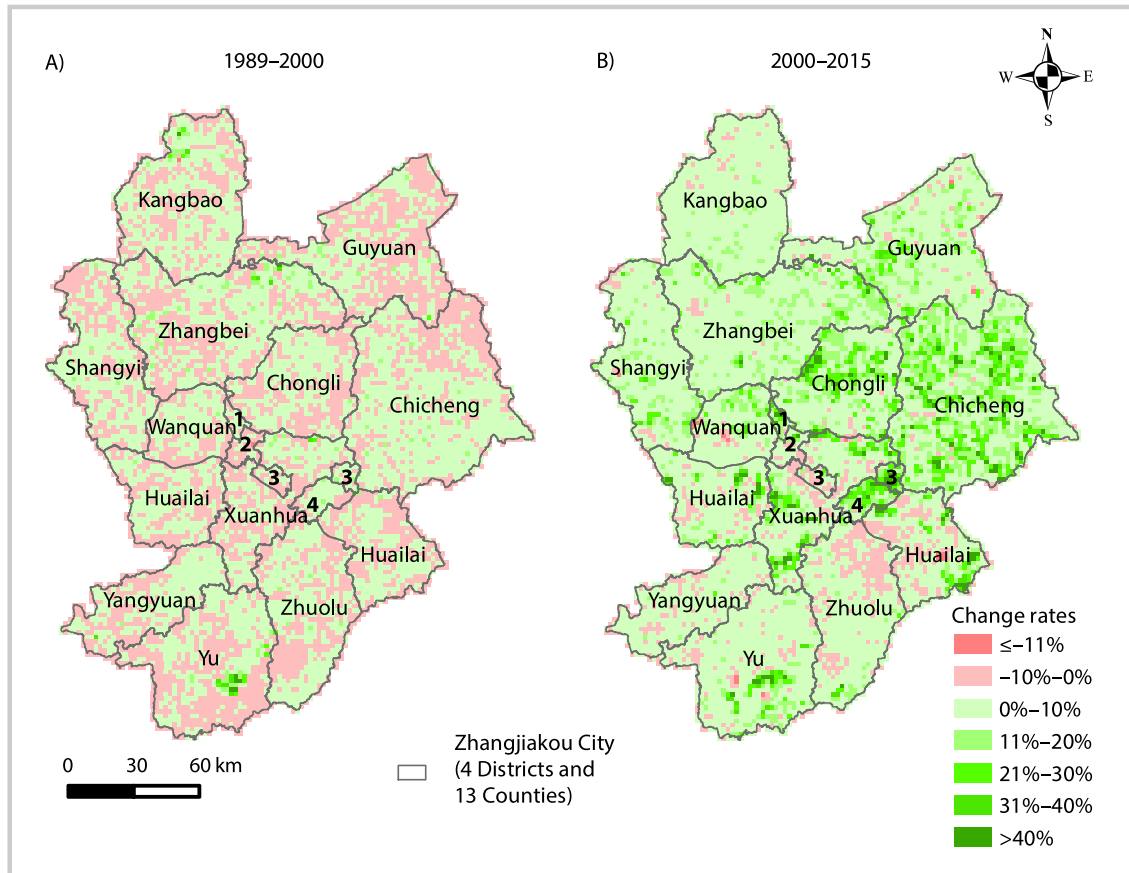 A)
1989–2000
B)
2000–2015
N
W
E
S
Kangbao
Guyuan
Zhangbei
Shangyi
Chongli
Chicheng
Wanquan
1
2
3
3
4
Huailai
Xuanhua
Huailai
Yangyuan
Zhuolu
Yu
Kangbao
Guyuan
Zhangbei
Shangyi
Chongli
Chicheng
Wanquan
1
2
3
3
4
Huailai
Xuanhua
Huailai
Yangyuan
Zhuolu
Yu
0 30 60 km
Zhangjiakou City
(4 Districts and
13 Counties)
Change rates
≤–11%
–10%–0%
0%–10%
11%–20%
21%–30%
31%–40%
>40%